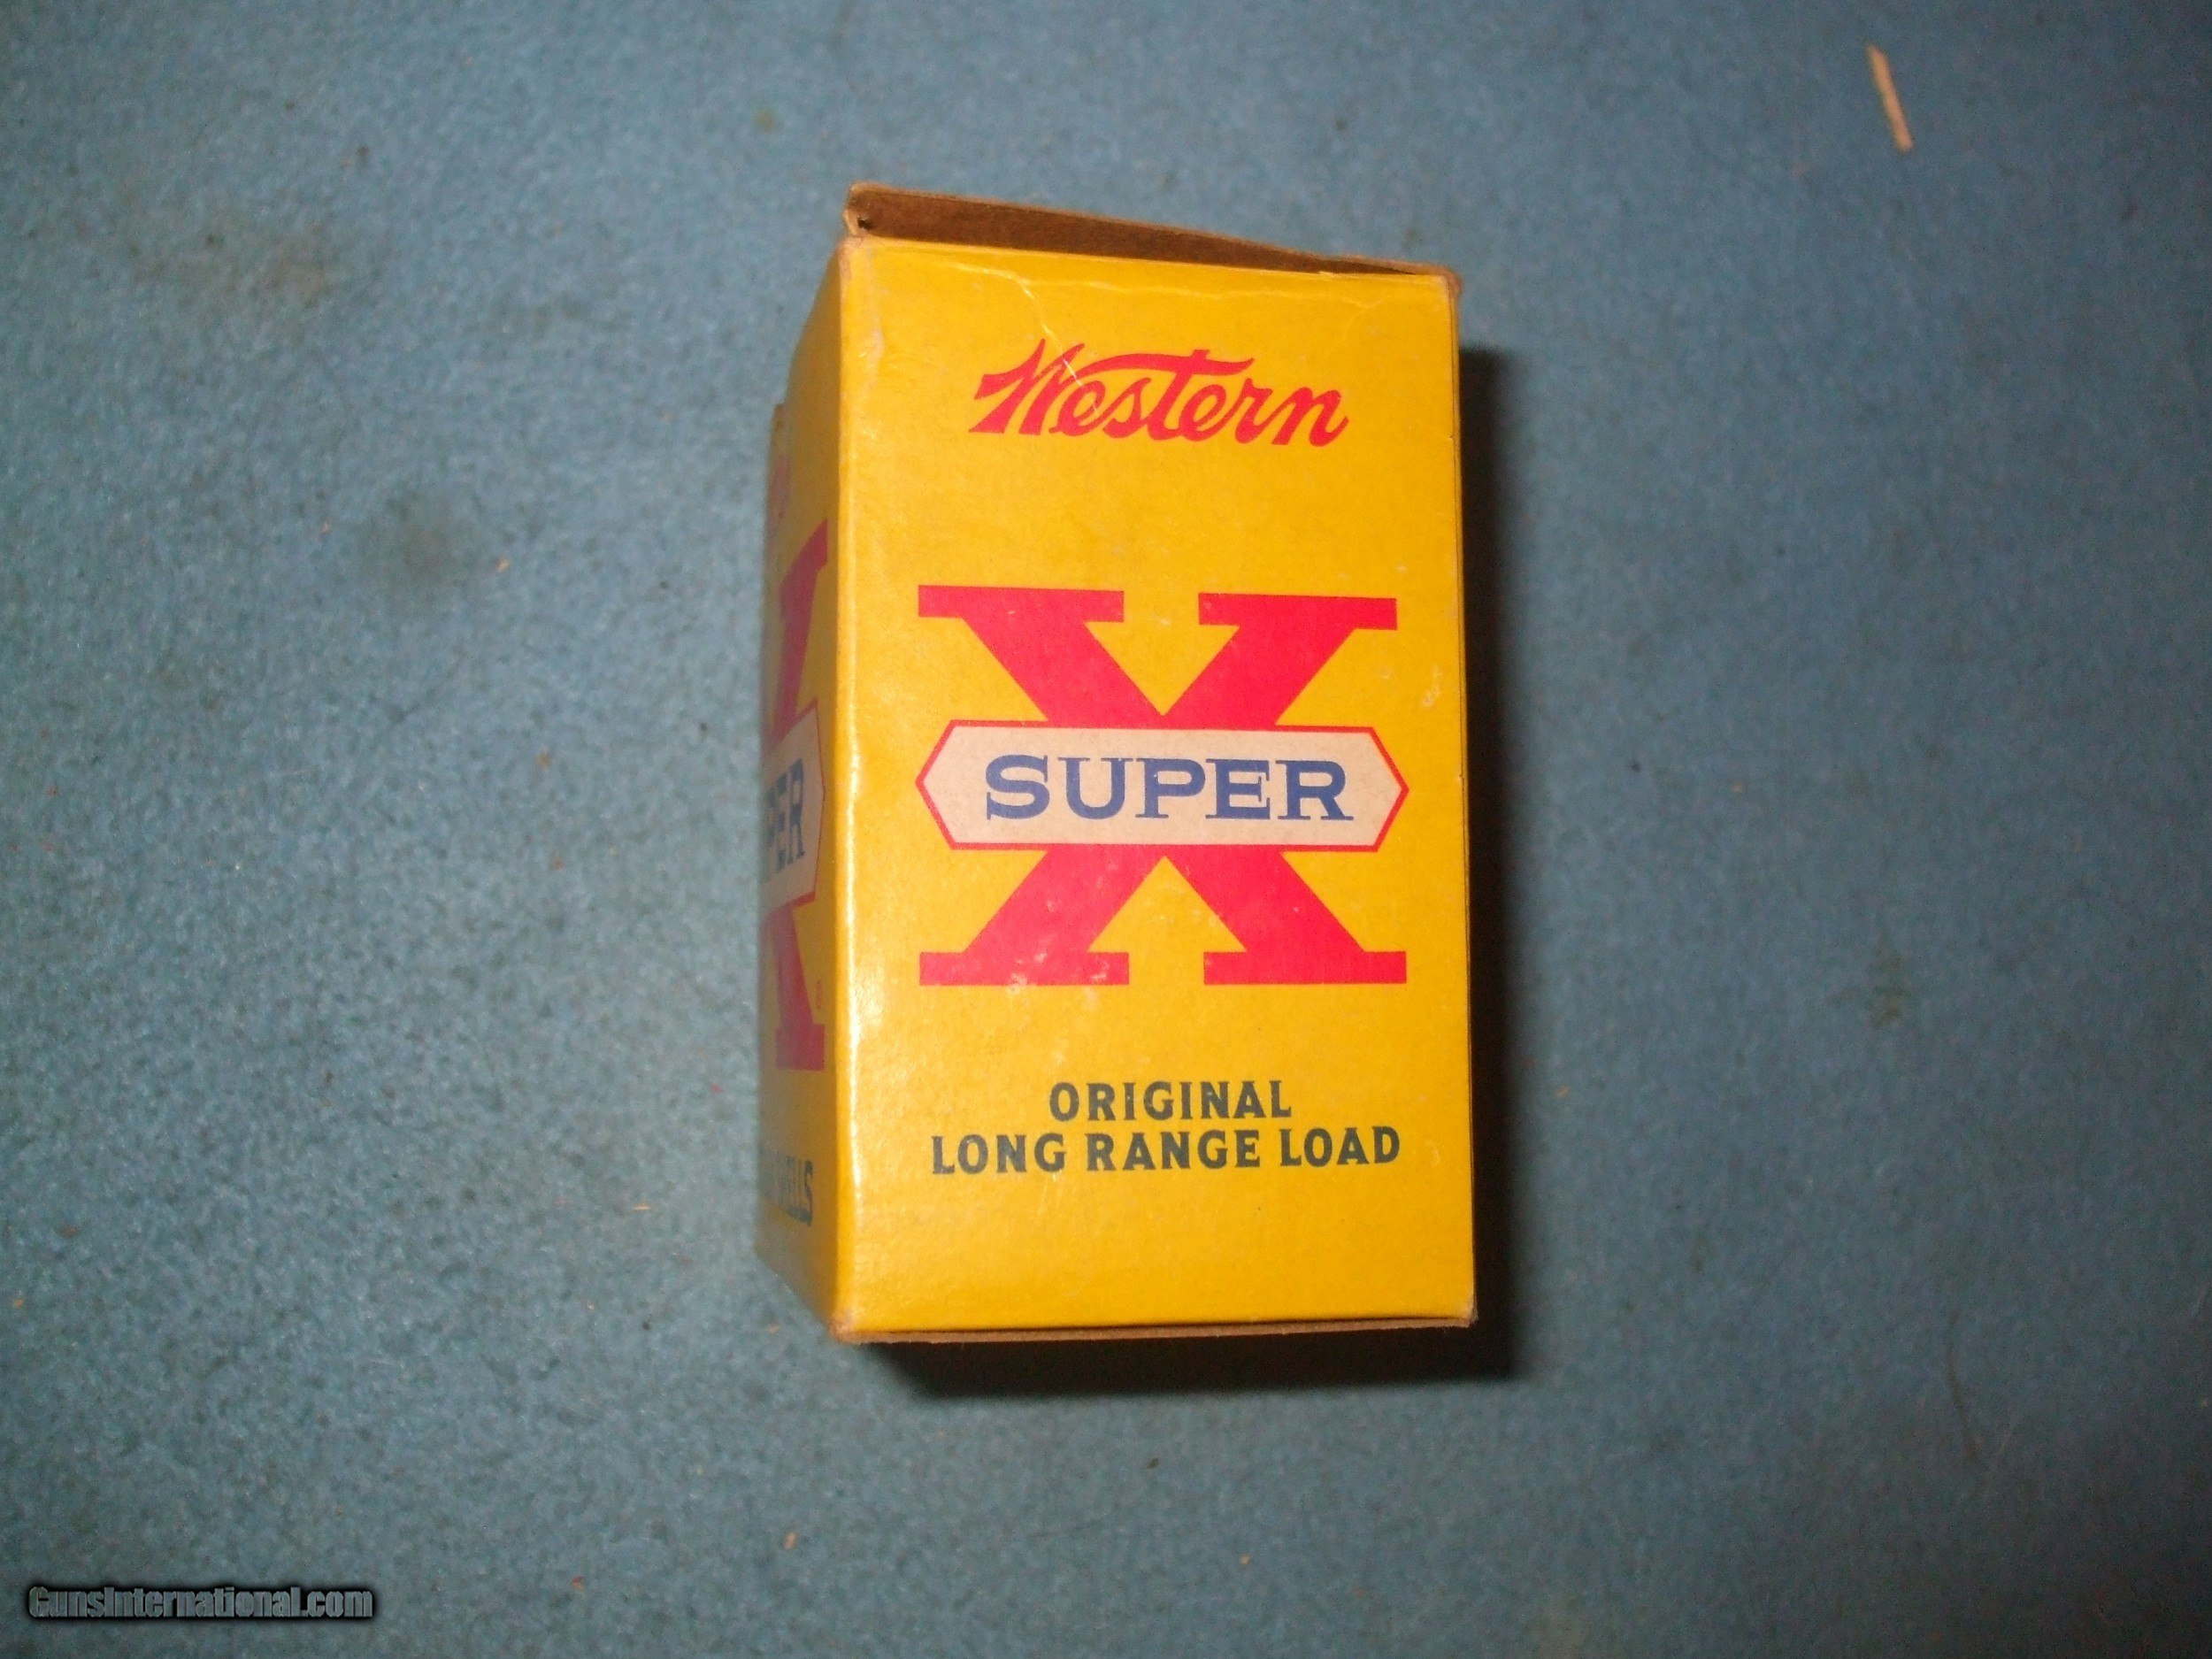 Western
SUPER
X
ORIGINAL
LONG RANGE LOAD
GunsInternational.com